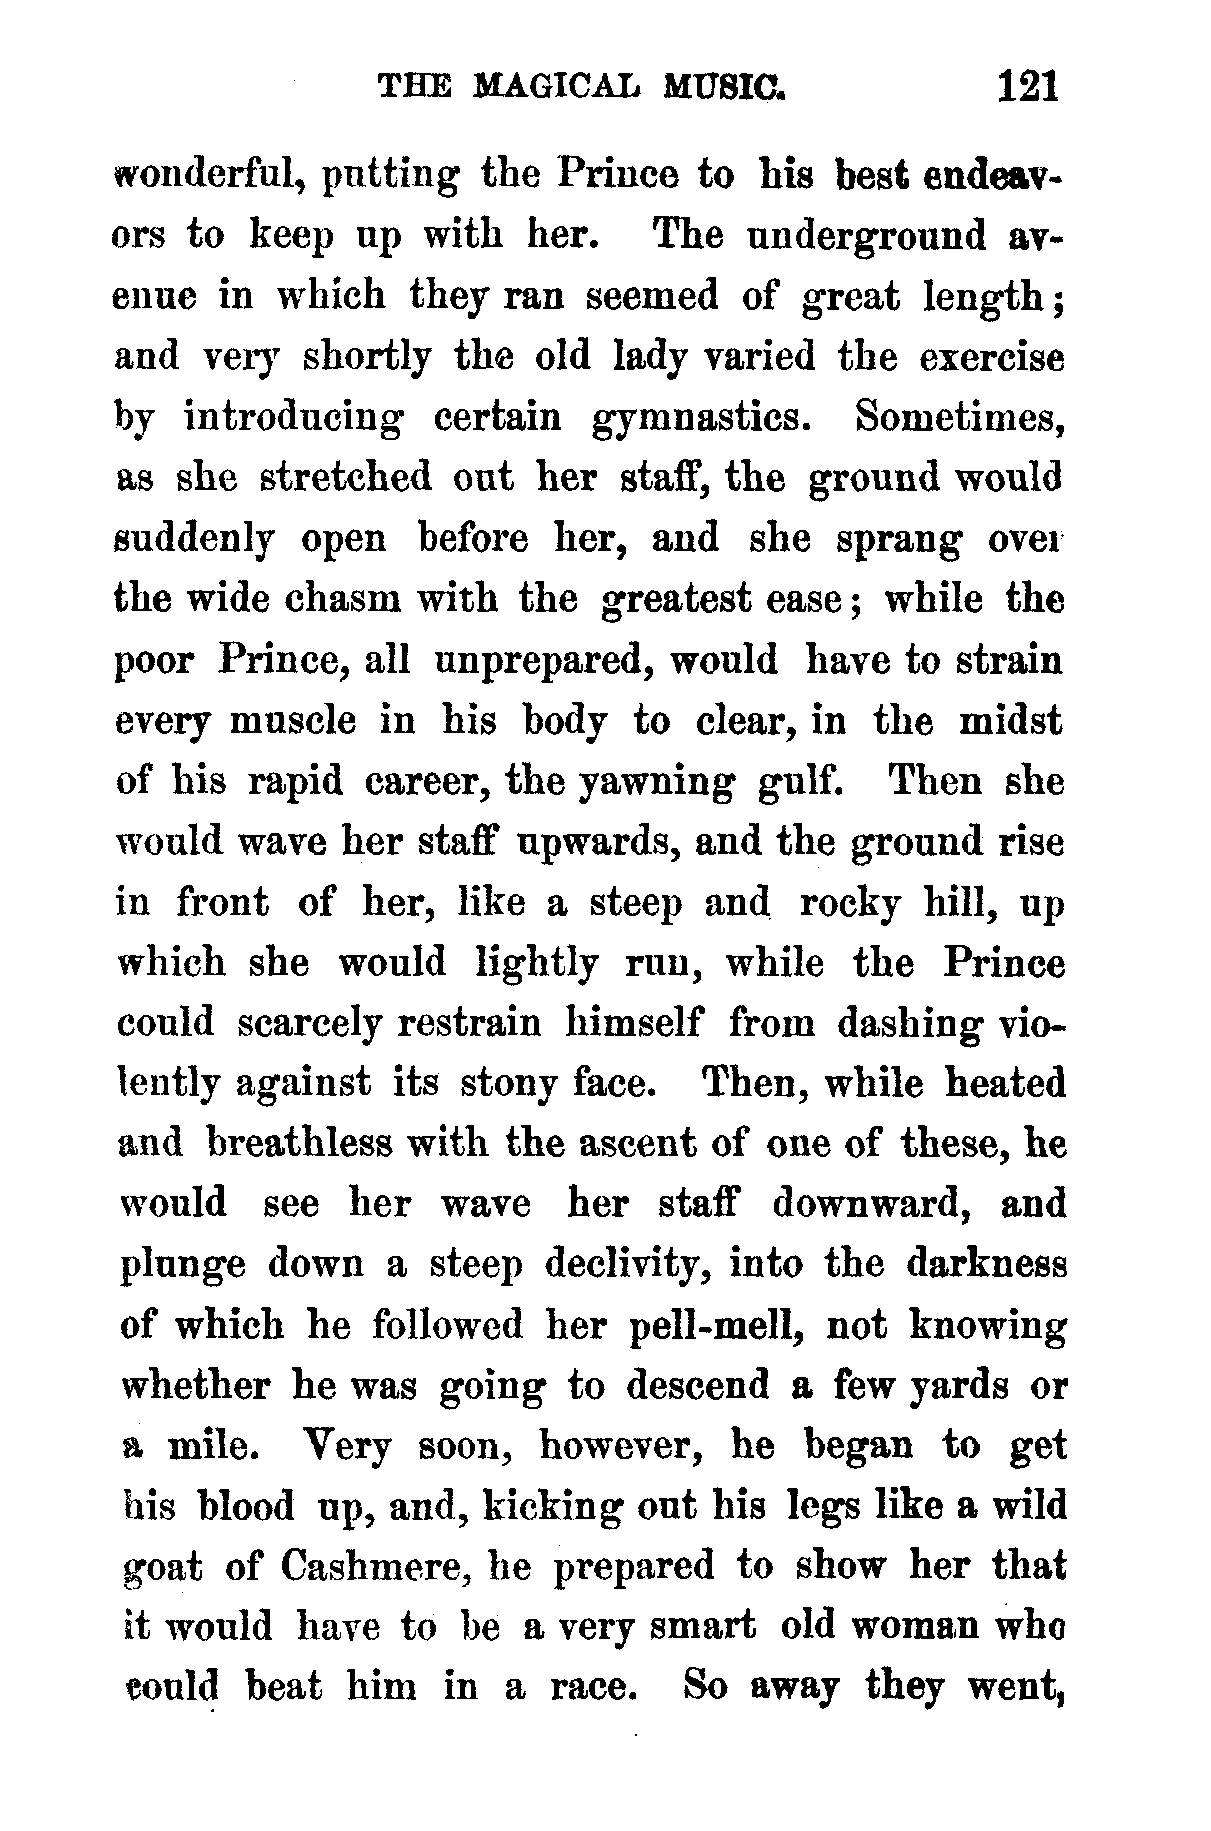 THE MAGICAL MUSIC. 121
wonderful, putting the Prince to his best endeav-
ors to keep up with her. The underground av-
enue in which they ran seemed of great length;
and very shortly the old lady varied the exercise
by introducing certain gymnastics. Sometimes,
as she stretched out her staff, the ground would
suddenly open before her, and she sprang over
the wide chasm with the greatest ease; while the
poor Prince, all unprepared, would have to strain
every muscle in his body to clear, in the midst
of his rapid career, the yawning gulf. Then she
would wave her staff upwards, and the ground rise
in front of her, like a steep and rocky hill, up
which she would lightly run, while the Prince
could scarcely restrain himself from dashing vio-
lently against its stony face. Then, while heated
and breathless with the ascent of one of these, he
would see her wave her staff downward, and
plunge down a steep declivity, into the darkness
of which he followed her pell-mell, not knowing
whether he was going to descend a few yards or
a mile. Very soon, however, he began to get
his blood up, and, kicking out his legs like a wild
goat of Cashmere, he prepared to show her that
it would have to be a very smart old woman who
could beat him in a race. So away they went,